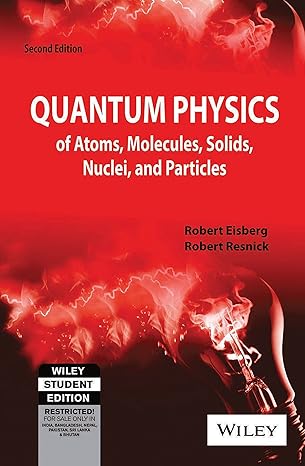 Second Edition
QUANTUM PHYSICS
of Atoms, Molecules, Solids,
Nuclei, and Particles
Robert Eisberg
Robert Resnick
WILEY
STUDENT
EDITION
RESTRICTED!
FOR SALE ONLY IN
INDIA, BANGLADESH, NEPAL,
PAKISTAN, SRI LANKA
& BHUTAN
WILEY